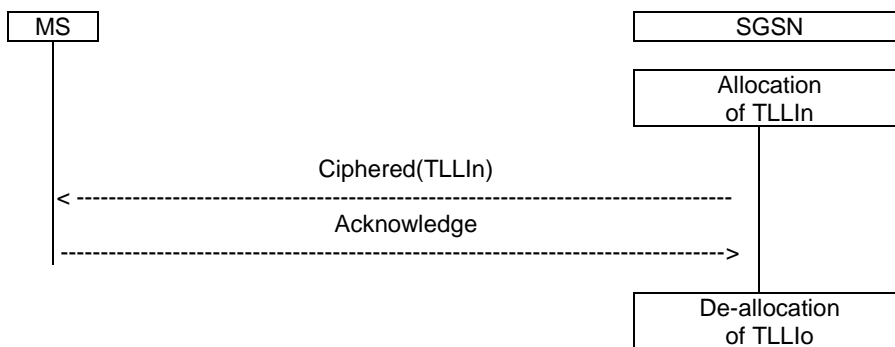 MS
SGSN
Allocation
of TLLIn
Ciphered(TLLIn)
Acknowledge
De-allocation
of TLLIo